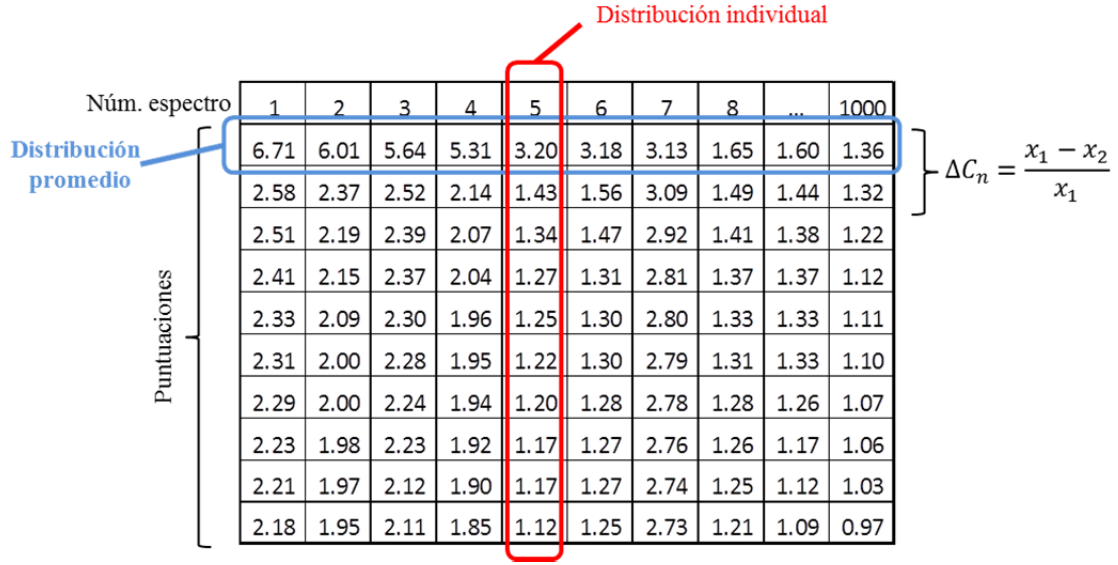 Distribución individual
Núm. espectro 1 2 3 4 5 6 7 8 ... 1000
Distribución promedio
6.71 6.01 5.64 5.31 3.20 3.18 3.13 1.65 1.60 1.36
2.58 2.37 2.52 2.14 1.43 1.56 3.09 1.49 1.44 1.32
ΔCₙ = (x₁ − x₂) / x₁
2.51 2.19 2.39 2.07 1.34 1.47 2.92 1.41 1.38 1.22
2.41 2.15 2.37 2.04 1.27 1.31 2.81 1.37 1.37 1.12
2.33 2.09 2.30 1.96 1.25 1.30 2.80 1.33 1.33 1.11
2.31 2.00 2.28 1.95 1.22 1.30 2.79 1.31 1.33 1.10
2.29 2.00 2.24 1.94 1.20 1.28 2.78 1.28 1.26 1.07
2.23 1.98 2.23 1.92 1.17 1.27 2.76 1.26 1.17 1.06
2.21 1.97 2.12 1.90 1.17 1.27 2.74 1.25 1.12 1.03
2.18 1.95 2.11 1.85 1.12 1.25 2.73 1.21 1.09 0.97
Puntuaciones